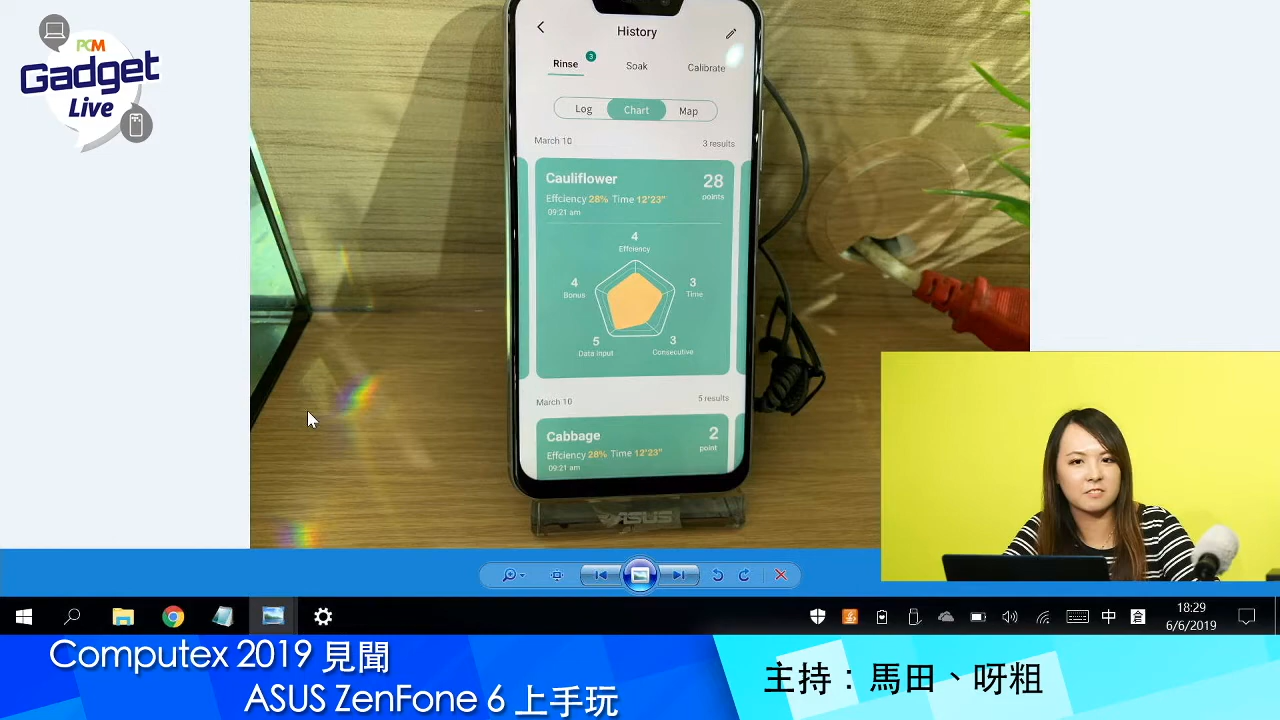 PCM
Gadget
Live
History
Rinse
3
Soak
Calibrate
Log
Chart
Map
March 10
3 results
Cauliflower
28
points
Effciency 28% Time 12'23"
09:21 am
4
Effciency
4
Bonus
3
Time
5
Data Input
3
Consecutive
March 10
5 results
Cabbage
2
point
Effciency 28% Time 12'23"
09:21 am
ASUS
中
18:29
6/6/2019
Computex 2019 見聞
ASUS ZenFone 6 上手玩
主持：馬田、呀粗